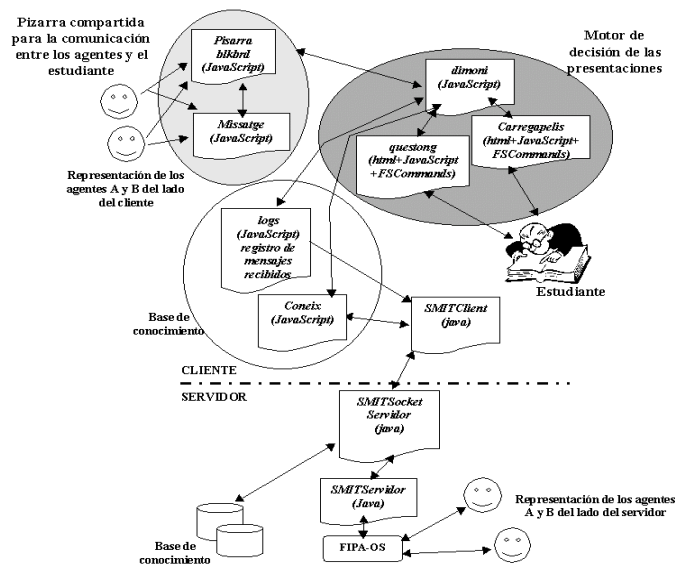 Pizarra compartida
para la comunicación
entre los agentes y el
estudiante
Pisarra
blkbrd
(JavaScript)
Missatge
(JavaScript)
Representación de los
agentes A y B del lado
del cliente
Motor de
decisión de las
presentaciones
dimoni
(JavaScript)
questong
(html+JavaScript
+FSCommands)
Carregapelis
(html+JavaScript+
FSCommands)
Estudiante
logs
(JavaScript)
registro de
mensajes
recibidos
Coneix
(JavaScript)
Base de
conocimiento
SMITClient
(java)
CLIENTE
SERVIDOR
SMITSocket
Servidor
(java)
SMITServidor
(Java)
FIPA-OS
Base de
conocimiento
Representación de los agentes
A y B del lado del servidor